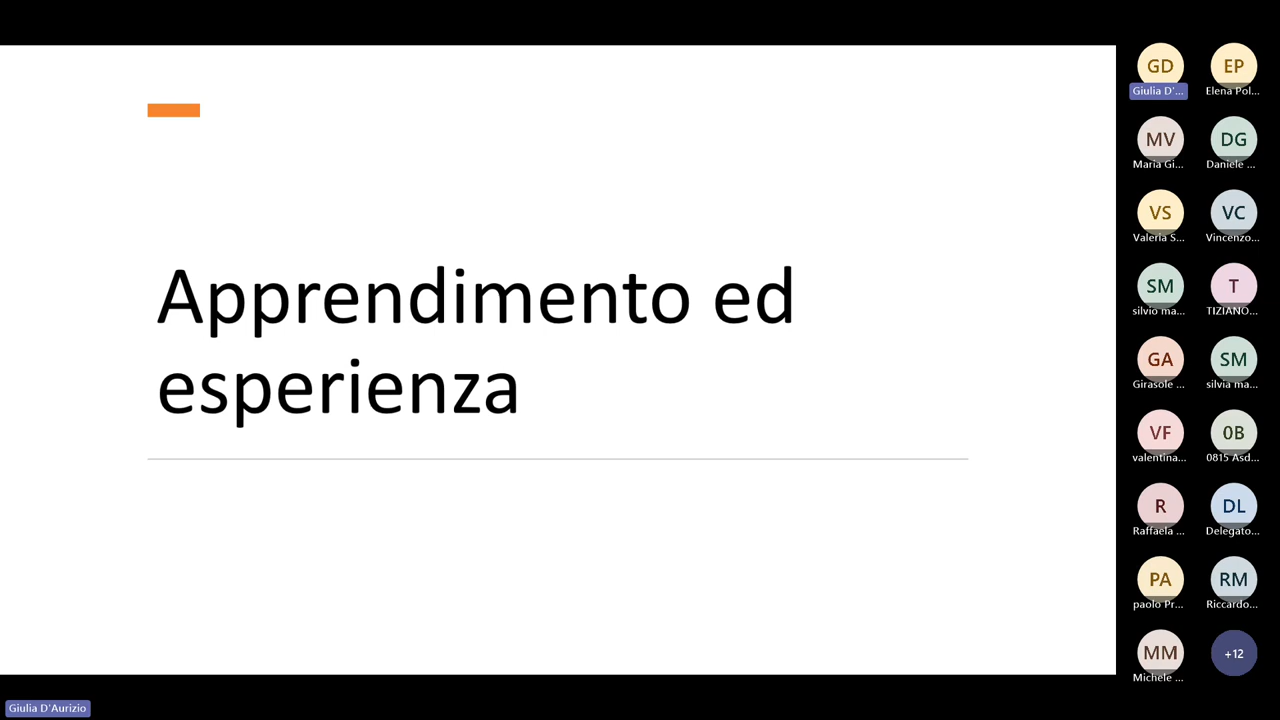 Apprendimento ed
esperienza
GD
Giulia D'...
EP
Elena Pol...
MV
Maria Gi...
DG
Daniele ...
VS
Valeria S...
VC
Vincenzo...
SM
silvio ma...
T
TIZIANO...
GA
Girasole ...
SM
silvia ma...
VF
valentina...
0B
0815 Asd...
R
Raffaela ...
DL
Delegato...
PA
paolo Pr...
RM
Riccardo...
MM
Michele ...
+12
Giulia D'Aurizio